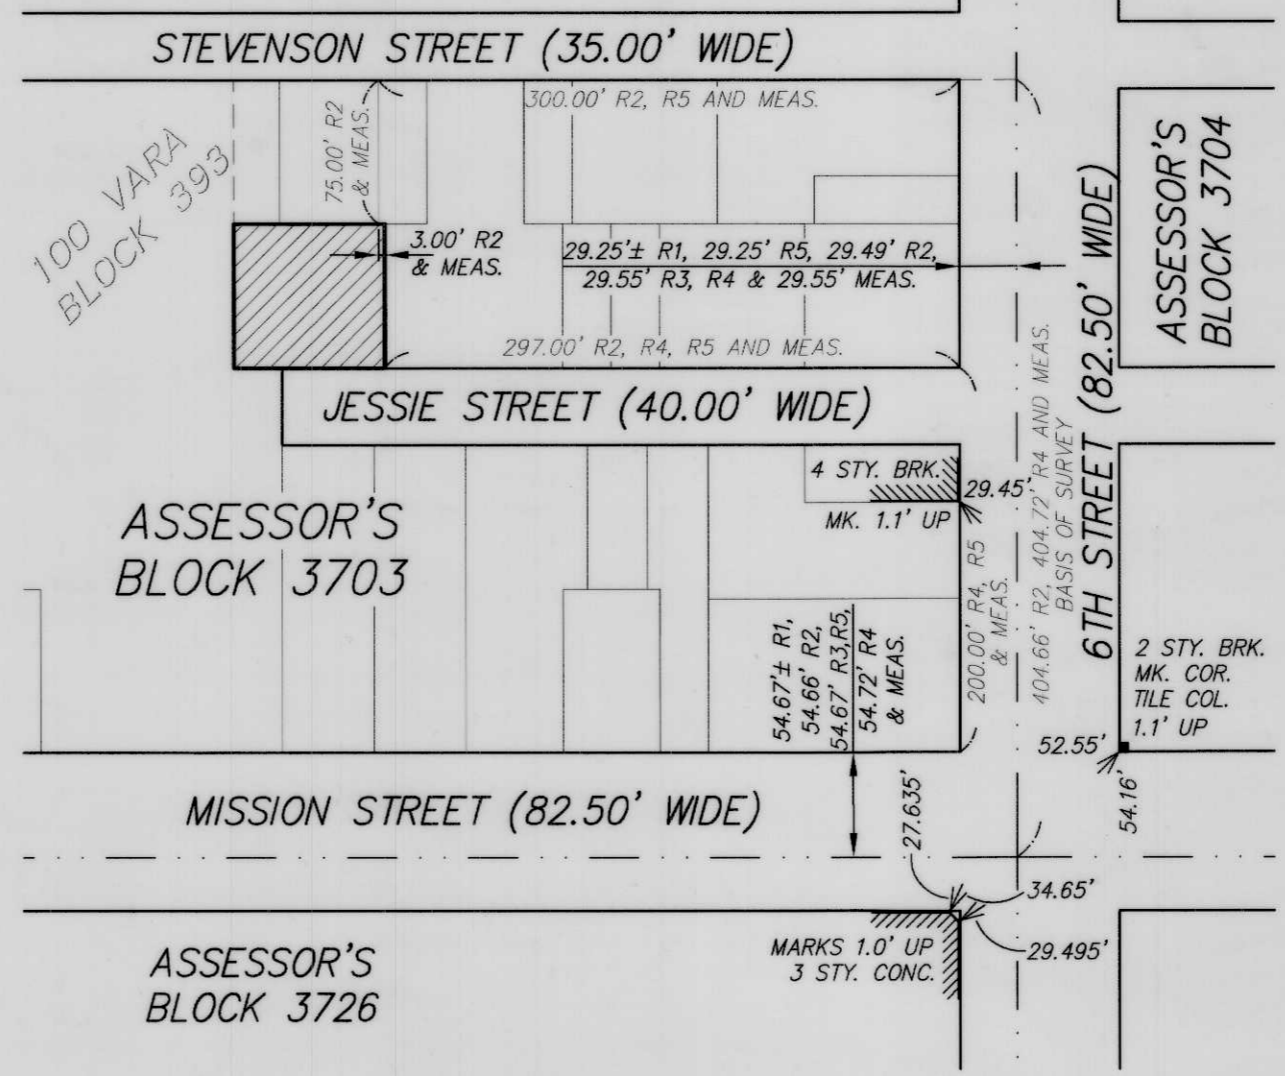 STEVENSON STREET (35.00' WIDE)
300.00' R2, R5 AND MEAS.
75.00' R2
& MEAS.
100 VARA
BLOCK 393
3.00' R2
& MEAS.
29.25'± R1, 29.25' R5, 29.49' R2,
29.55' R3, R4 & 29.55' MEAS.
297.00' R2, R4, R5 AND MEAS.
ASSESSOR'S
BLOCK 3704
6TH STREET (82.50' WIDE)
404.66' R2, 404.72' R4 AND MEAS.
BASIS OF SURVEY
JESSIE STREET (40.00' WIDE)
4 STY. BRK.
MK. 1.1' UP
29.45'
200.00' R4, R5
& MEAS.
ASSESSOR'S
BLOCK 3703
54.67'± R1,
54.66' R2,
54.67' R3,R5,
54.72' R4
& MEAS.
2 STY. BRK.
MK. COR.
TILE COL.
1.1' UP
52.55'
54.16'
MISSION STREET (82.50' WIDE)
27.635'
34.65'
29.495'
MARKS 1.0' UP
3 STY. CONC.
ASSESSOR'S
BLOCK 3726